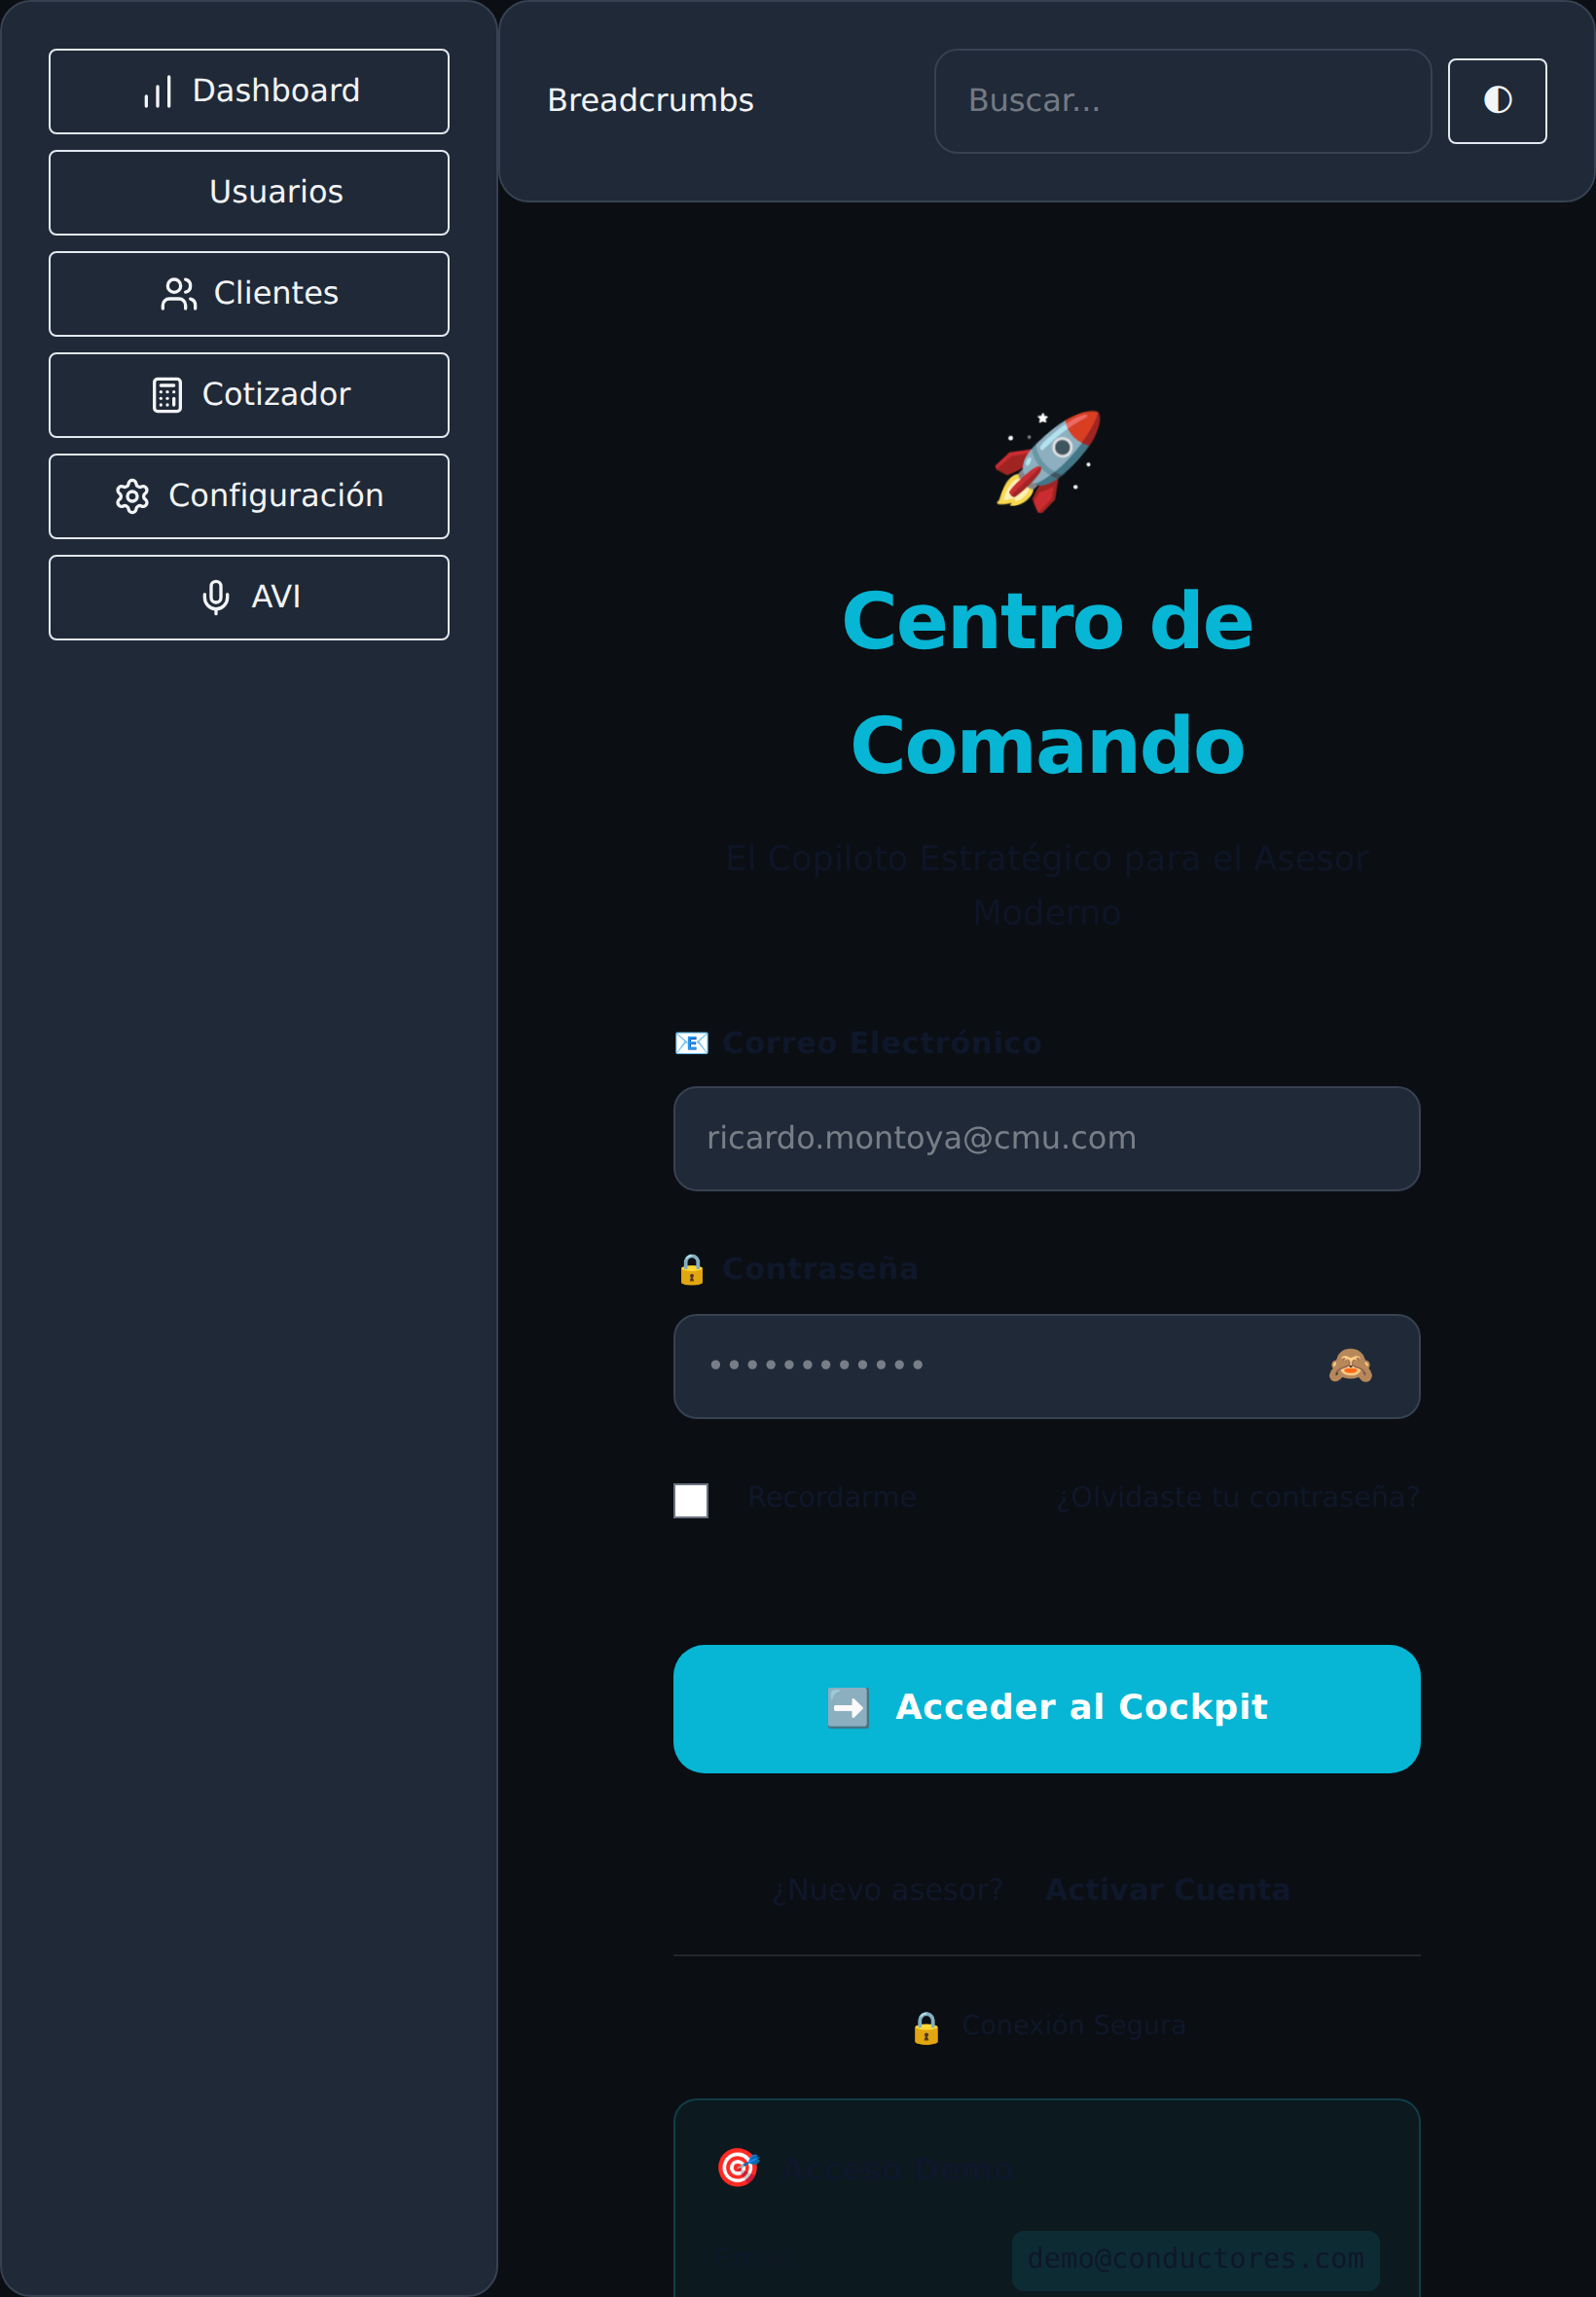 Dashboard
Usuarios
Clientes
Cotizador
Configuración
AVI
Breadcrumbs
Buscar...
Centro de
Comando
El Copiloto Estratégico para el Asesor
Moderno
Correo Electrónico
ricardo.montoya@cmu.com
Contraseña
••••••••••••
Recordarme
¿Olvidaste tu contraseña?
Acceder al Cockpit
¿Nuevo asesor? Activar Cuenta
Conexión Segura
demo@conductores.com